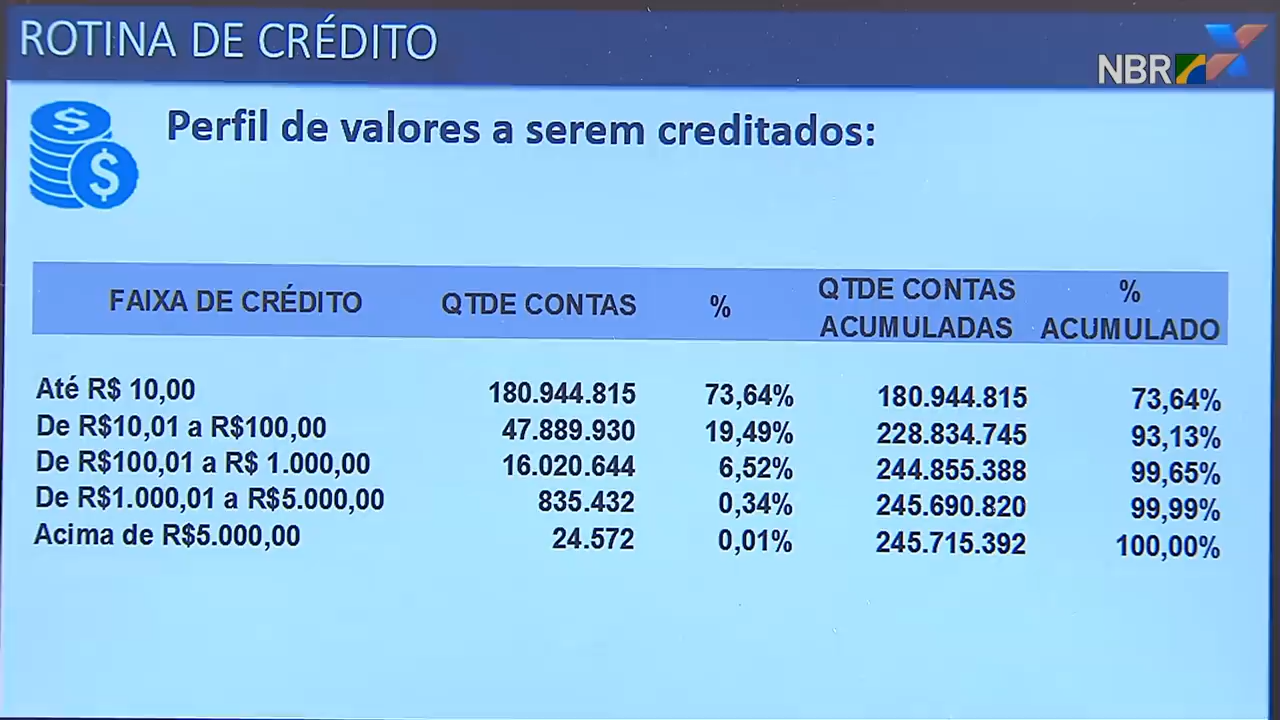 ROTINA DE CRÉDITO
NBR
Perfil de valores a serem creditados:
FAIXA DE CRÉDITO QTDE CONTAS % QTDE CONTAS ACUMULADAS % ACUMULADO
Até R$ 10,00 180.944.815 73,64% 180.944.815 73,64%
De R$10,01 a R$100,00 47.889.930 19,49% 228.834.745 93,13%
De R$100,01 a R$ 1.000,00 16.020.644 6,52% 244.855.388 99,65%
De R$1.000,01 a R$5.000,00 835.432 0,34% 245.690.820 99,99%
Acima de R$5.000,00 24.572 0,01% 245.715.392 100,00%